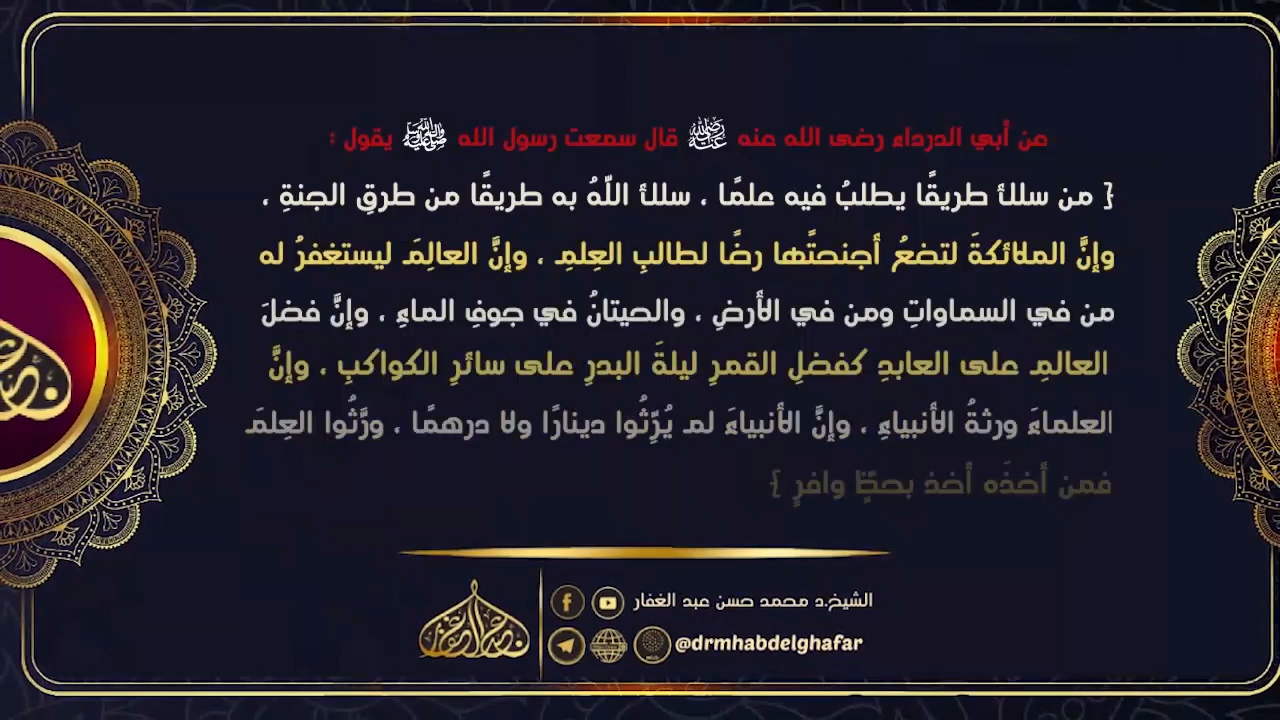 عن أبي الدرداء رضى الله عنه ﵁ قال سمعت رسول الله ﷺ يقول :
{ من سلك طريقًا يطلبُ فيه علمًا ، سلك اللّهُ به طريقًا من طرقِ الجنةِ ،
وإنَّ الملائكةَ لتضعُ أجنحتَها رضًا لطالبِ العِلمِ ، وإنَّ العالِمَ ليستغفرُ له
من في السماواتِ ومن في الأرضِ ، والحيتانُ في جوفِ الماءِ ، وإنَّ فضلَ
العالمِ على العابدِ كفضلِ القمرِ ليلةَ البدرِ على سائرِ الكواكبِ ، وإنَّ
العلماءَ ورثةُ الأنبياءِ ، وإنَّ الأنبياءَ لم يُرِّثُوا دينارًا ولا درهمًا ، ورَّثُوا العِلمَ
فمن أخذَه أخذ بحظٍّ وافرٍ }
الشيخ.د محمد حسن عبد الغفار
@drmhabdelghafar